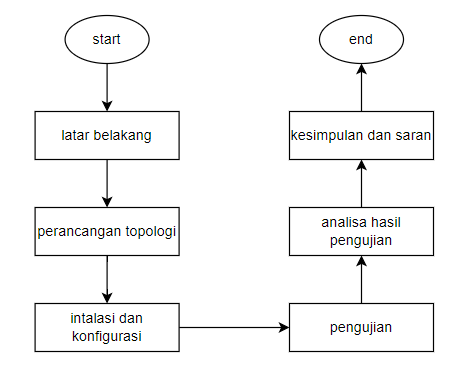 start
latar belakang
perancangan topologi
intalasi dan
konfigurasi
pengujian
analisa hasil
pengujian
kesimpulan dan saran
end